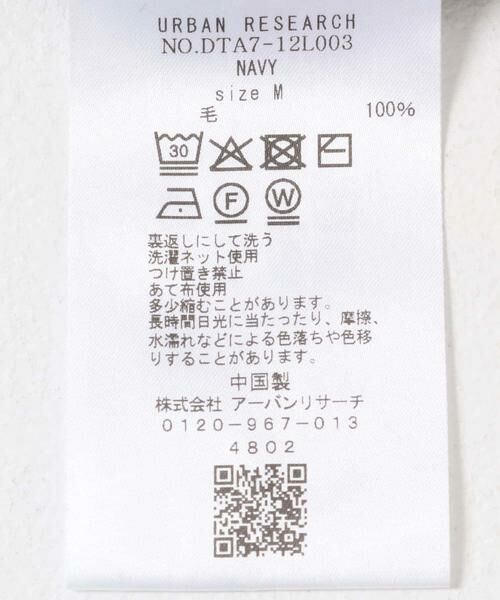 URBAN RESEARCH
NO.DTA7-12L003
NAVY
size M
毛 100%
30
F W
裏返しにして洗う
洗濯ネット使用
つけ置き禁止
あて布使用
多少縮むことがあります。
長時間日光に当たったり、摩擦、
水濡れなどによる色落ちや色移
りすることがあります。
中国製
株式会社 アーバンリサーチ
0120-967-013
4802